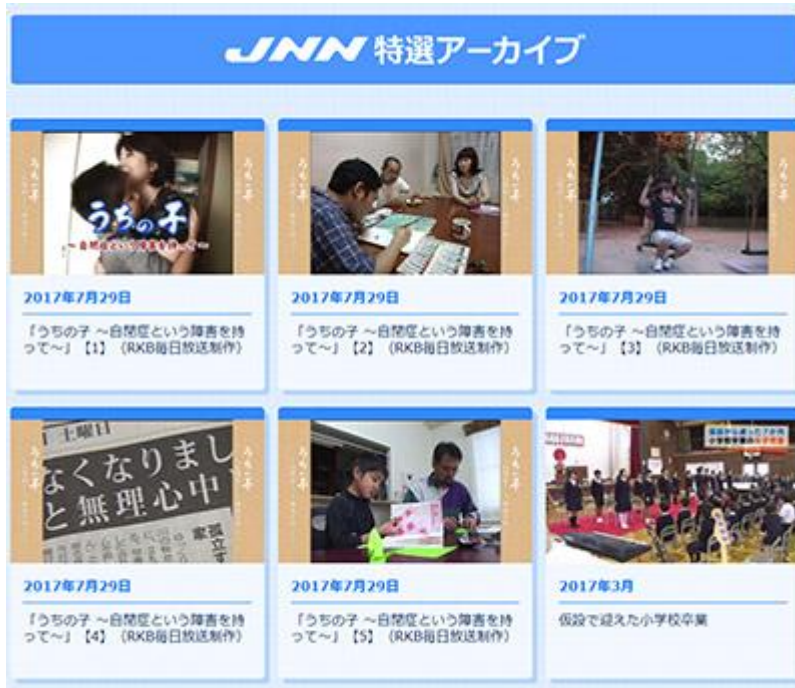 JNN 特選アーカイブ
うちの子
～自閉症という障害を持って～
2017年7月29日
「うちの子 ～自閉症という障害を持
って～」【1】（RKB毎日放送制作）
2017年7月29日
「うちの子 ～自閉症という障害を持
って～」【2】（RKB毎日放送制作）
2017年7月29日
「うちの子 ～自閉症という障害を持
って～」【3】（RKB毎日放送制作）
土曜日
なくなりまし
と無理心中
孤立す
家
2017年7月29日
「うちの子 ～自閉症という障害を持
って～」【4】（RKB毎日放送制作）
2017年7月29日
「うちの子 ～自閉症という障害を持
って～」【5】（RKB毎日放送制作）
2017年3月
仮設で迎えた小学校卒業